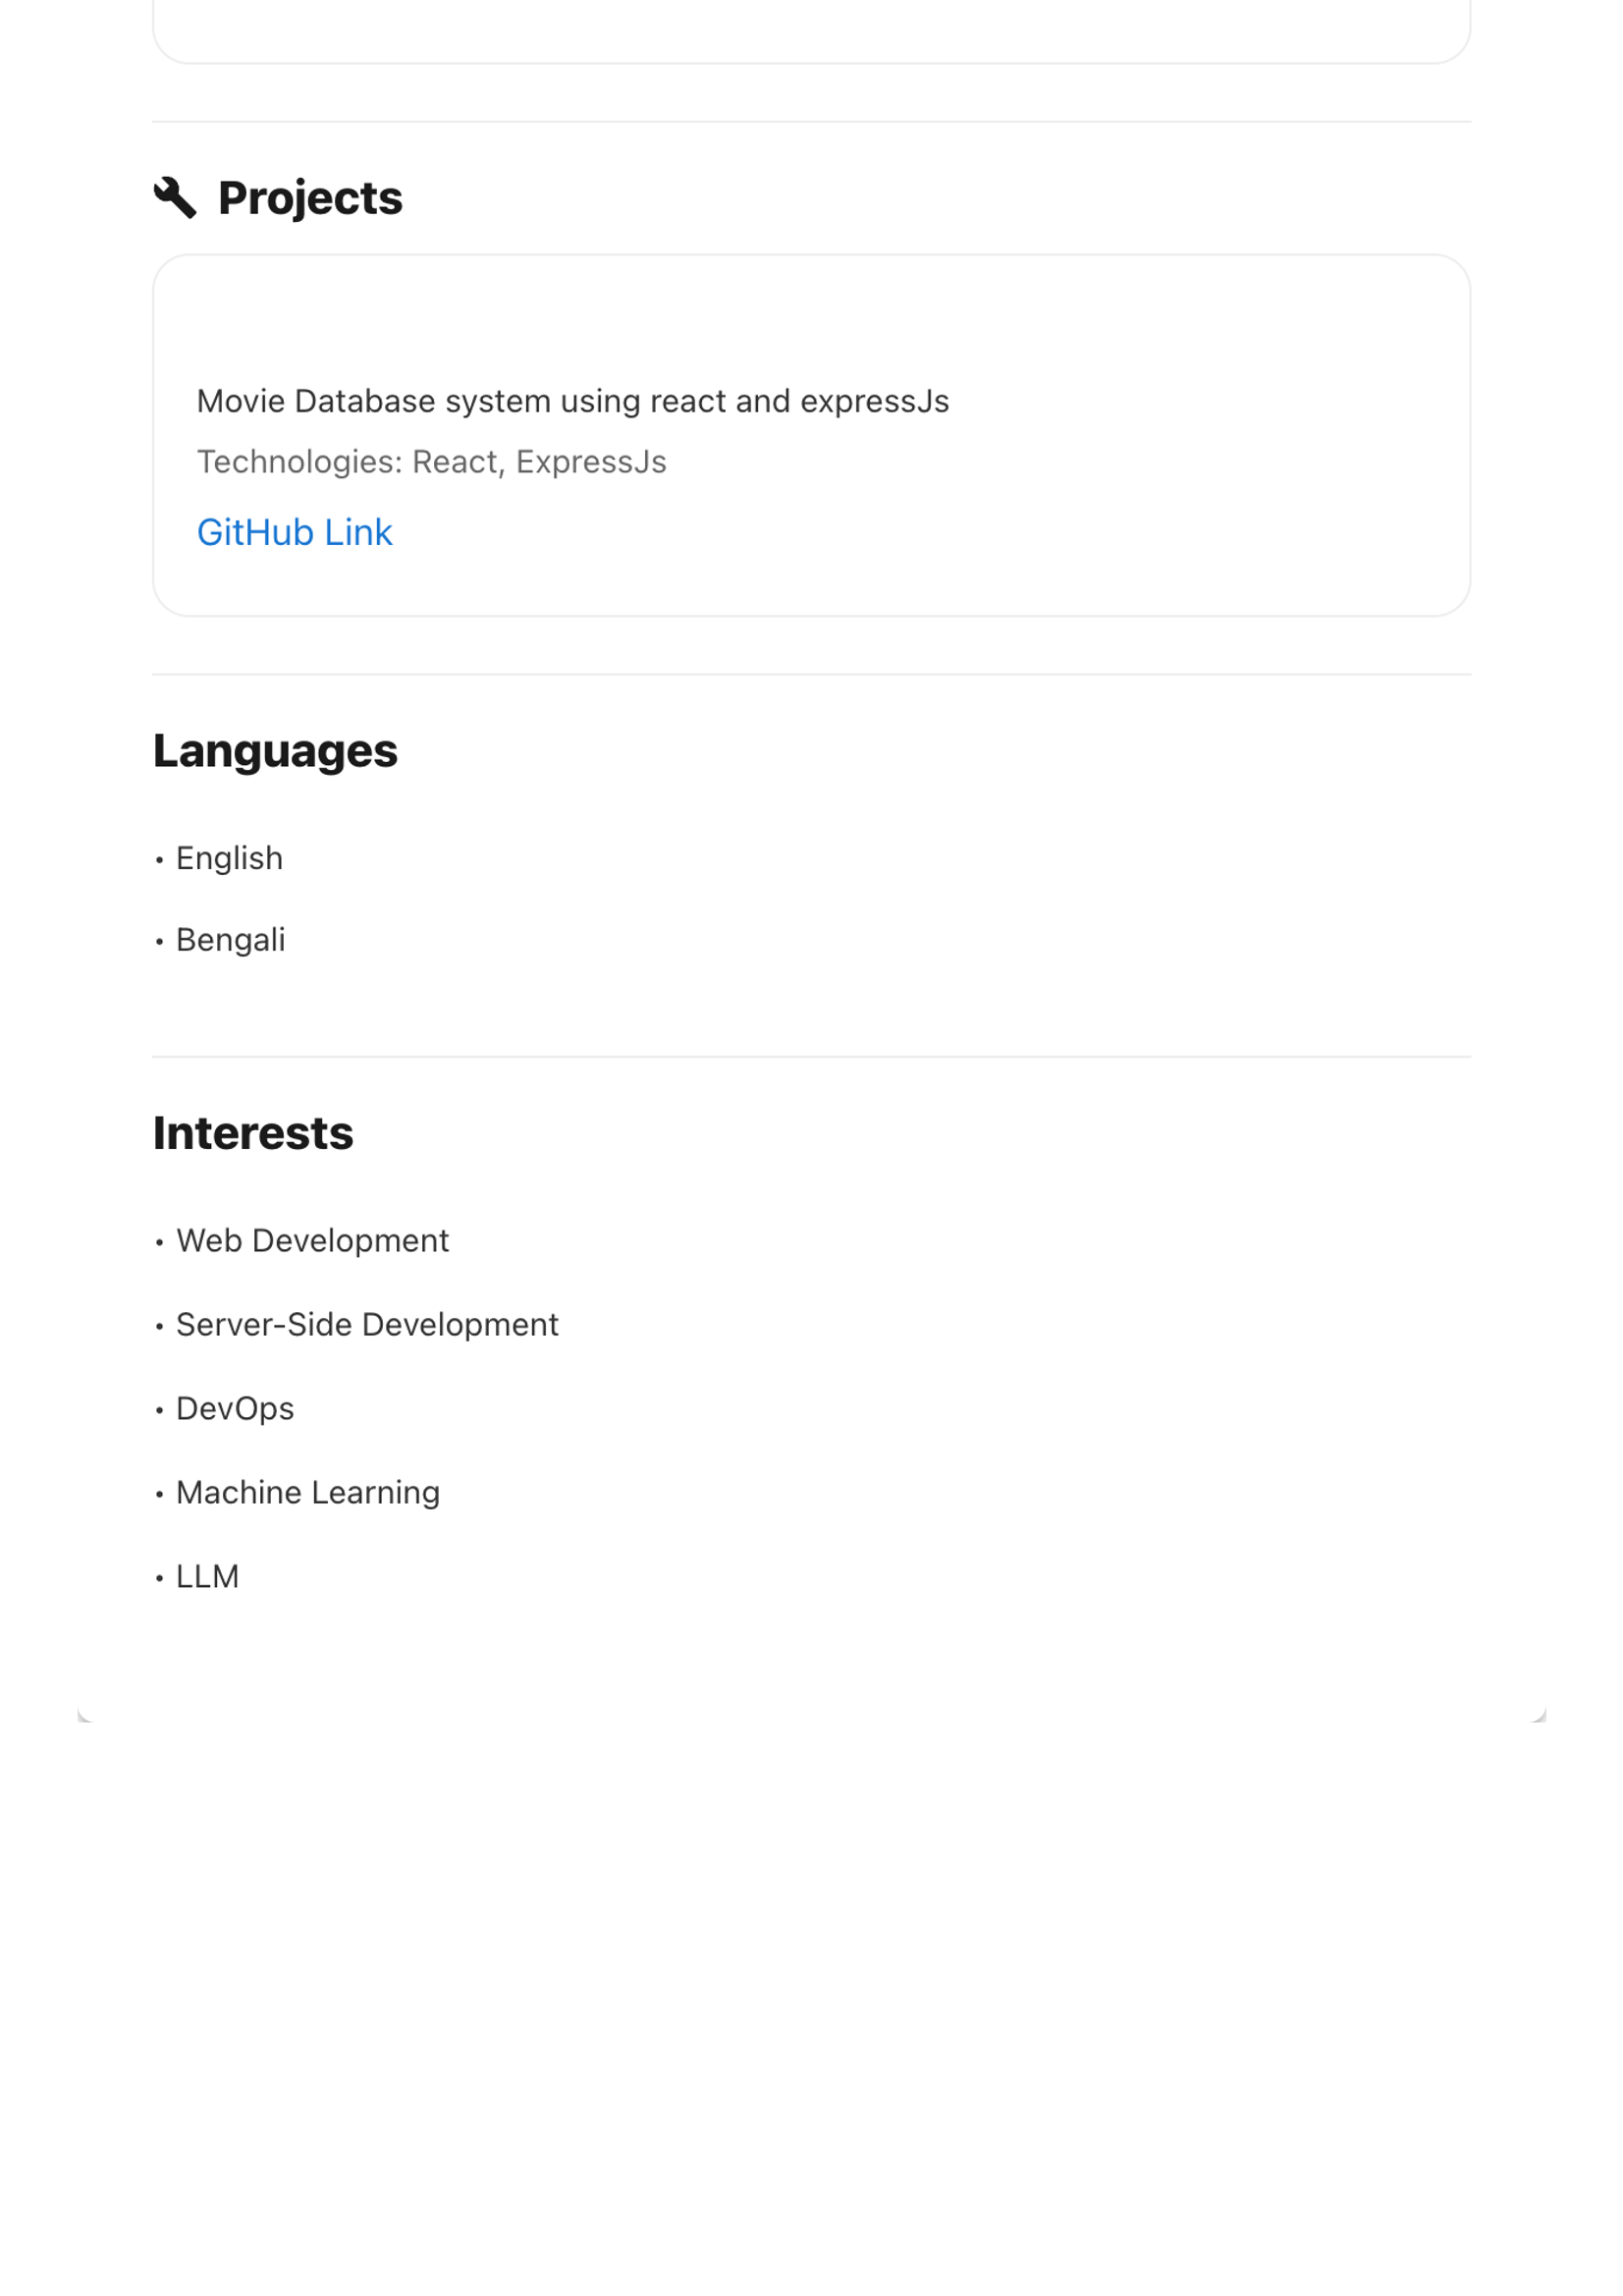 Projects
Movie Database system using react and expressJs
Technologies: React, ExpressJs
GitHub Link
Languages
• English
• Bengali
Interests
• Web Development
• Server-Side Development
• DevOps
• Machine Learning
• LLM